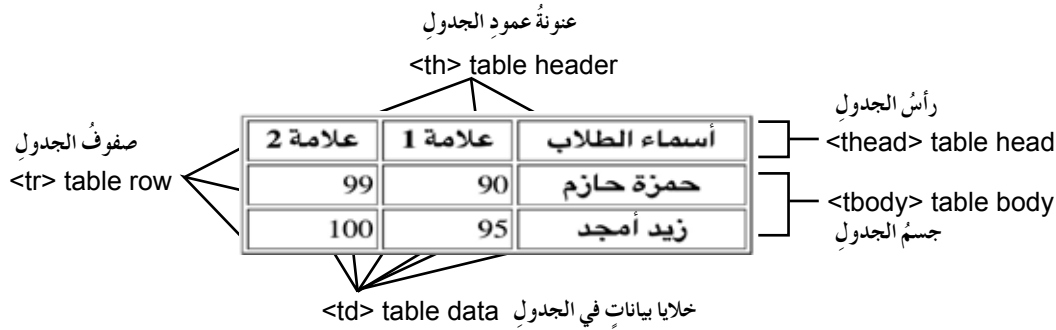 عنونةُ عمودِ الجدولِ
<th> table header
رأسُ الجدولِ
<thead> table head
صفوفُ الجدولِ
<tr> table row
أسماء الطلاب علامة 1 علامة 2
حمزة حازم 90 99
زيد أمجد 95 100
<tbody> table body
جسمُ الجدولِ
<td> table data خلايا بياناتٍ في الجدولِ